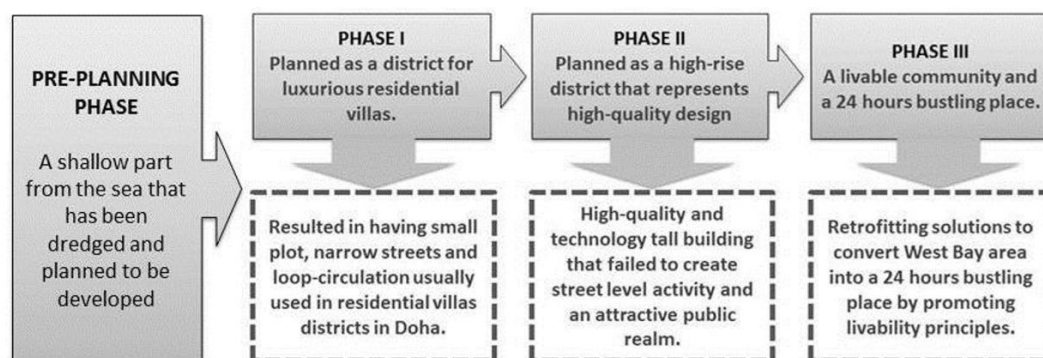 PRE-PLANNING
PHASE
A shallow part
from the sea that
has been
dredged and
planned to be
developed
PHASE I
Planned as a district for
luxurious residential
villas.
Resulted in having small
plot, narrow streets and
loop-circulation usually
used in residential villas
districts in Doha.
PHASE II
Planned as a high-rise
district that represents
high-quality design
High-quality and
technology tall building
that failed to create
street level activity and
an attractive public
realm.
PHASE III
A livable community and
a 24 hours bustling place.
Retrofitting solutions to
convert West Bay area
into a 24 hours bustling
place by promoting
livability principles.